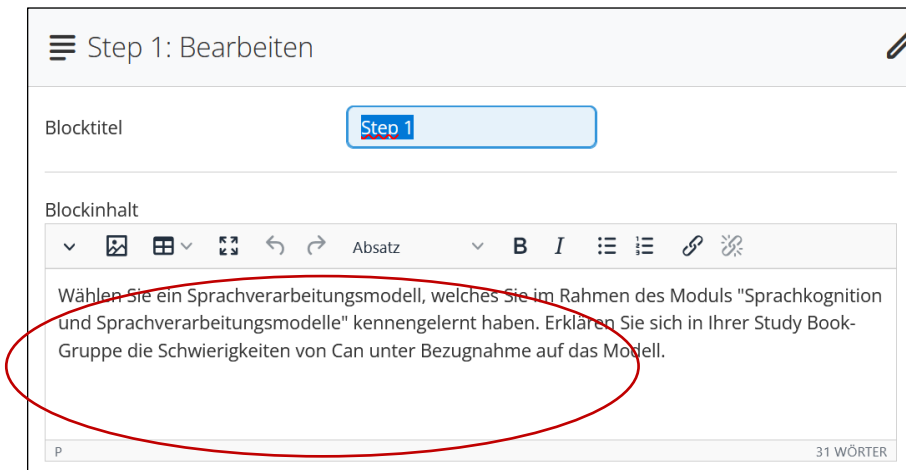 Step 1: Bearbeiten
Blocktitel
Step 1
Blockinhalt
Absatz
B I
Wählen Sie ein Sprachverarbeitungsmodell, welches Sie im Rahmen des Moduls "Sprachkognition
und Sprachverarbeitungsmodelle" kennengelernt haben. Erklären Sie sich in Ihrer Study Book-
Gruppe die Schwierigkeiten von Can unter Bezugnahme auf das Modell.
P
31 WÖRTER